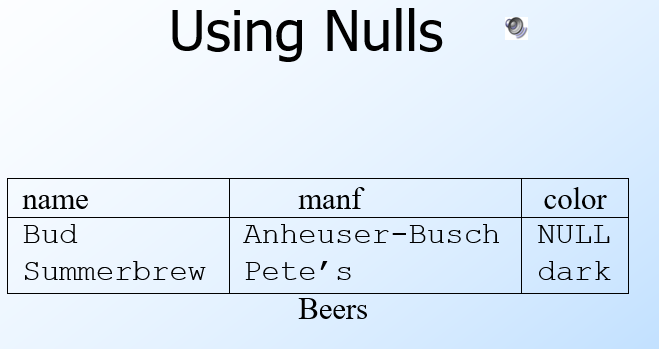 Using Nulls
name manf color
Bud Anheuser-Busch NULL
Summerbrew Pete’s dark
Beers